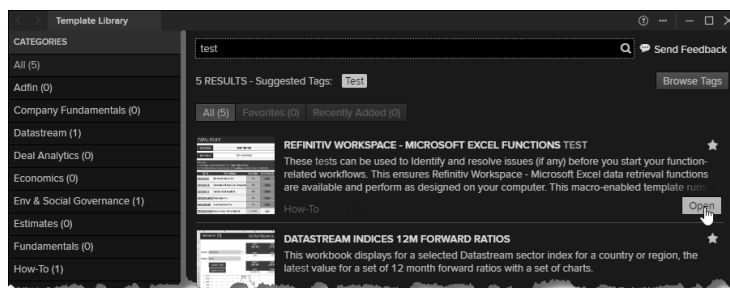 Template Library
CATEGORIES
All (5)
Adfin (0)
Company Fundamentals (0)
Datastream (1)
Deal Analytics (0)
Economics (0)
Env & Social Governance (1)
Estimates (0)
Fundamentals (0)
How-To (1)
test
Send Feedback
5 RESULTS - Suggested Tags: Test
Browse Tags
All (5) Favorites (0) Recently Added (0)
REFINITIV WORKSPACE - MICROSOFT EXCEL FUNCTIONS TEST
These tests can be used to Identify and resolve issues (if any) before you start your function-
related workflows. This ensures Refinitiv Workspace - Microsoft Excel data retrieval functions
are available and perform as designed on your computer. This macro-enabled template runs
How-To
Open
DATASTREAM INDICES 12M FORWARD RATIOS
This workbook displays for a selected Datastream sector index for a country or region, the
latest value for a set of 12 month forward ratios with a set of charts.